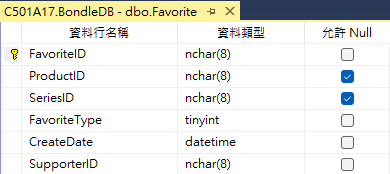 C501A17.BondleDB - dbo.Favorite
資料行名稱 資料類型 允許 Null
FavoriteID nchar(8)
ProductID nchar(8)
SeriesID nchar(8)
FavoriteType tinyint
CreateDate datetime
SupporterID nchar(8)